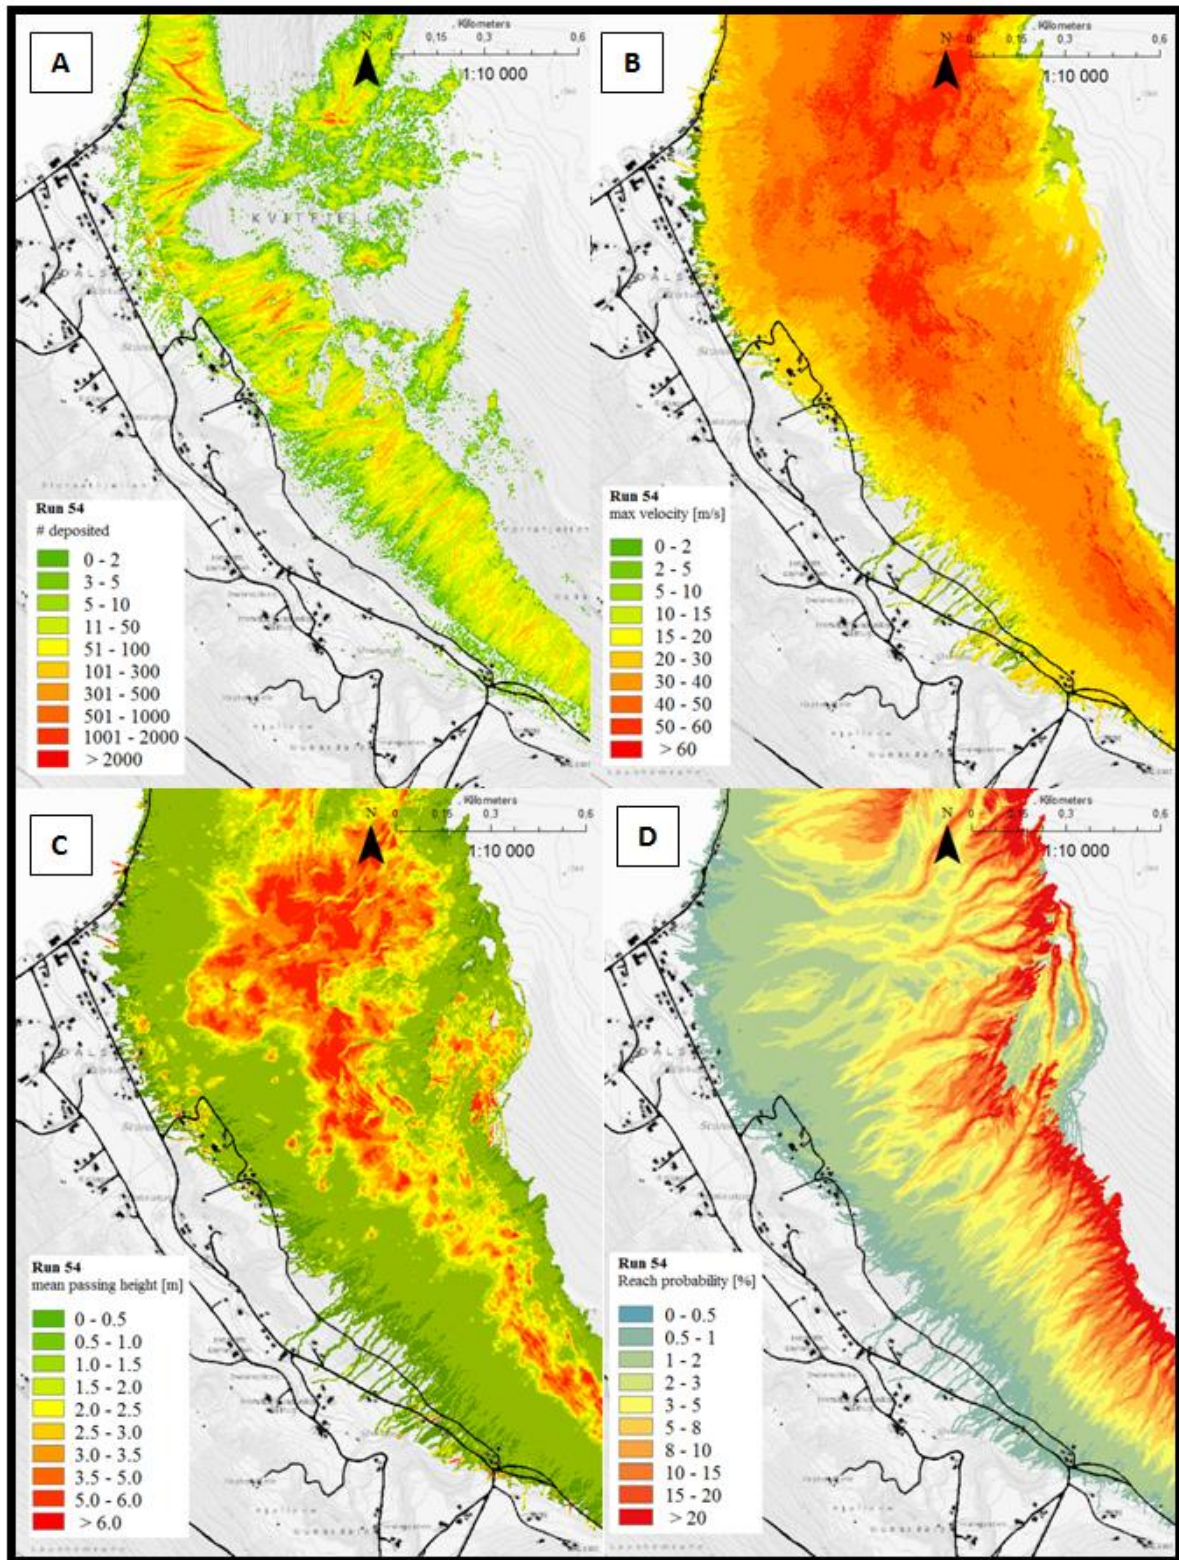 A
Kilometers
N
0 0,15 0,3 0,6
1:10 000
KVITFJELL
DALS
Run 54
# deposited
0 - 2
3 - 5
5 - 10
11 - 50
51 - 100
101 - 300
301 - 500
501 - 1000
1001 - 2000
> 2000
B
Kilometers
N
0 0,15 0,3 0,6
1:10 000
DALS
Run 54
max velocity [m/s]
0 - 2
2 - 5
5 - 10
10 - 15
15 - 20
20 - 30
30 - 40
40 - 50
50 - 60
> 60
C
Kilometers
N
0 0,15 0,3 0,6
1:10 000
DALS
Run 54
mean passing height [m]
0 - 0.5
0.5 - 1.0
1.0 - 1.5
1.5 - 2.0
2.0 - 2.5
2.5 - 3.0
3.0 - 3.5
3.5 - 5.0
5.0 - 6.0
> 6.0
D
Kilometers
N
0 0,15 0,3 0,6
1:10 000
DALS
Run 54
Reach probability [%]
0 - 0.5
0.5 - 1
1 - 2
2 - 3
3 - 5
5 - 8
8 - 10
10 - 15
15 - 20
> 20